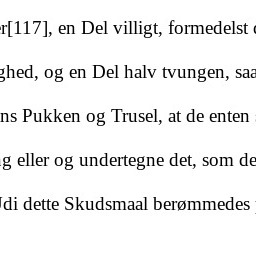 r[117], en Del villigt, formedelst
ghed, og en Del halv tvungen, saa
ns Pukken og Trusel, at de enten
g eller og undertegne det, som de
Udi dette Skudsmaal berømmedes